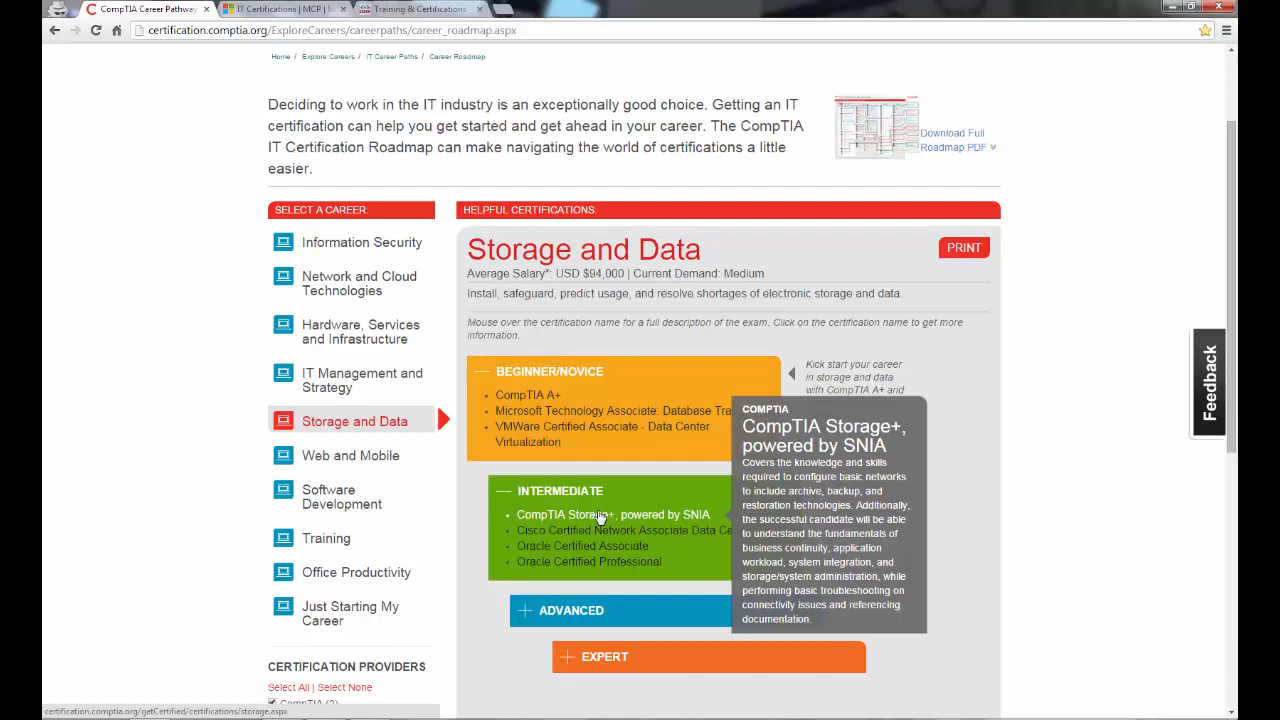 CompTIA Career Pathway
IT Certifications | MCP |
Training & Certifications
certification.comptia.org/ExploreCareers/careerpaths/career_roadmap.aspx
Home / Explore Careers / IT Career Paths / Career Roadmap
Deciding to work in the IT industry is an exceptionally good choice. Getting an IT
certification can help you get started and get ahead in your career. The CompTIA
IT Certification Roadmap can make navigating the world of certifications a little
easier.
Download Full
Roadmap PDF
SELECT A CAREER:
Information Security
Network and Cloud
Technologies
Hardware, Services
and Infrastructure
IT Management and
Strategy
Storage and Data
Web and Mobile
Software
Development
Training
Office Productivity
Just Starting My
Career
CERTIFICATION PROVIDERS
Select All | Select None
CompTIA (2)
HELPFUL CERTIFICATIONS:
Storage and Data
PRINT
Average Salary*: USD $94,000 | Current Demand: Medium
Install, safeguard, predict usage, and resolve shortages of electronic storage and data.
Mouse over the certification name for a full description of the exam. Click on the certification name to get more
information.
BEGINNER/NOVICE
• CompTIA A+
• Microsoft Technology Associate: Database Tra
• VMWare Certified Associate - Data Center
Virtualization
Kick start your career
in storage and data
with CompTIA A+ and
INTERMEDIATE
• CompTIA Storage+, powered by SNIA
• Cisco Certified Network Associate Data Ce
• Oracle Certified Associate
• Oracle Certified Professional
ADVANCED
EXPERT
COMPTIA
CompTIA Storage+,
powered by SNIA
Covers the knowledge and skills
required to configure basic networks
to include archive, backup, and
restoration technologies. Additionally,
the successful candidate will be able
to understand the fundamentals of
business continuity, application
workload, system integration, and
storage/system administration, while
performing basic troubleshooting on
connectivity issues and referencing
documentation.
Feedback
certification.comptia.org/getCertified/certifications/storage.aspx